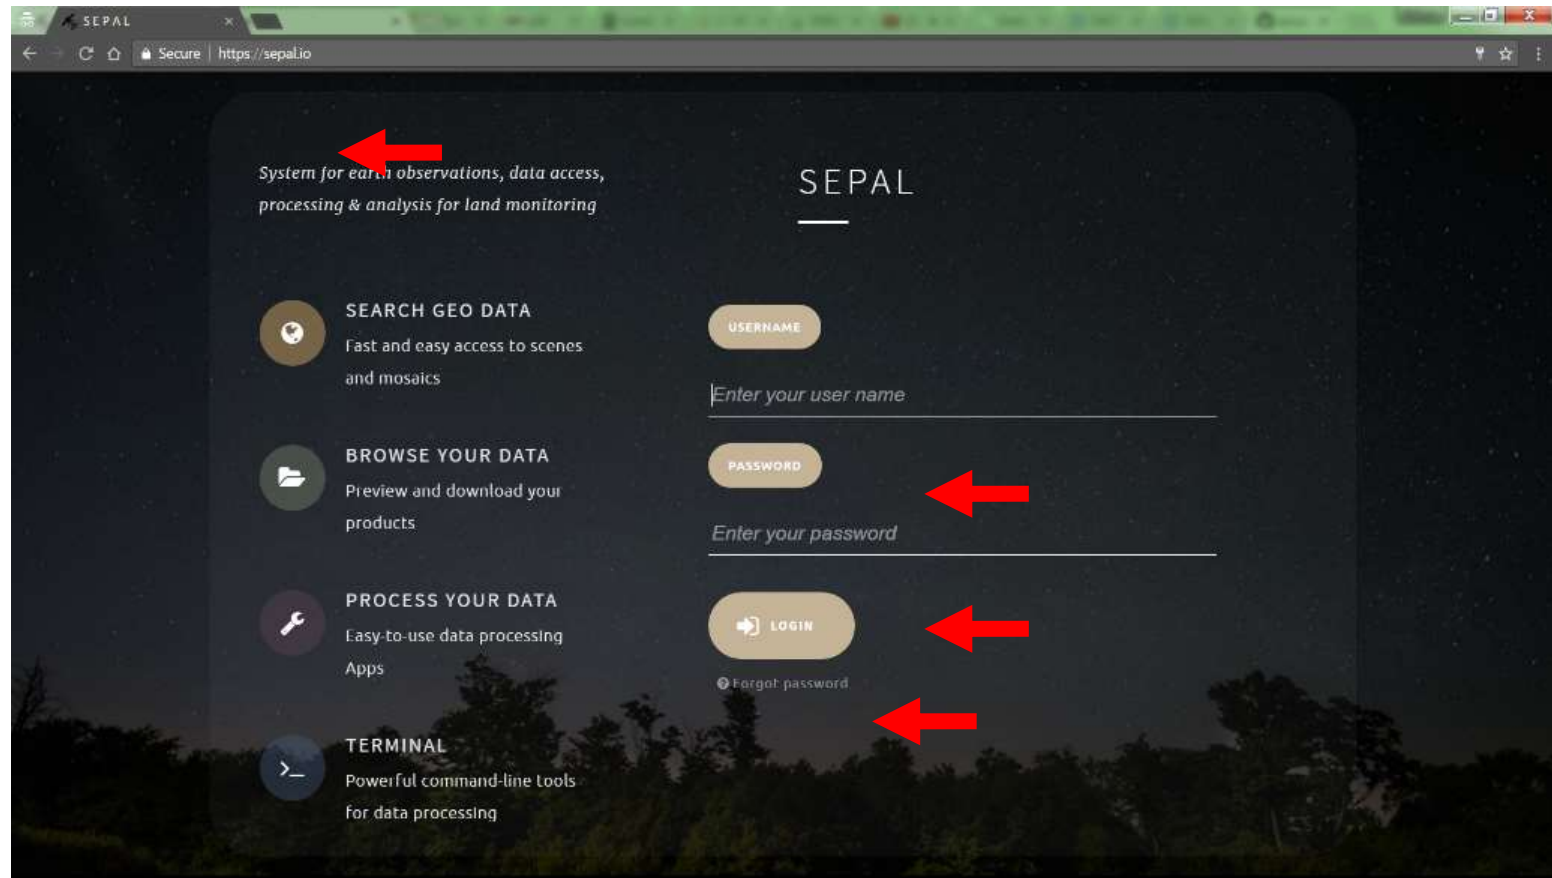 SEPAL
Secure | https://sepal.io
System for earth observations, data access,
processing & analysis for land monitoring
SEARCH GEO DATA
Fast and easy access to scenes
and mosaics
BROWSE YOUR DATA
Preview and download your
products
PROCESS YOUR DATA
Easy-to-use data processing
Apps
TERMINAL
Powerful command-line tools
for data processing
SEPAL
USERNAME
Enter your user name
PASSWORD
Enter your password
LOGIN
Forgot password